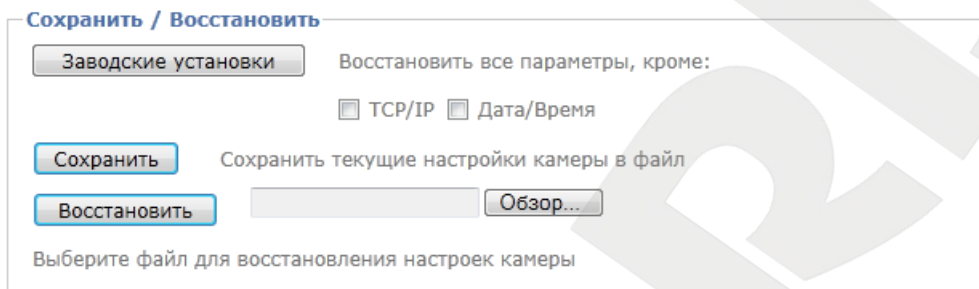 Сохранить / Восстановить
Заводские установки Восстановить все параметры, кроме:
TCP/IP Дата/Время
Сохранить Сохранить текущие настройки камеры в файл
Восстановить Обзор...
Выберите файл для восстановления настроек камеры